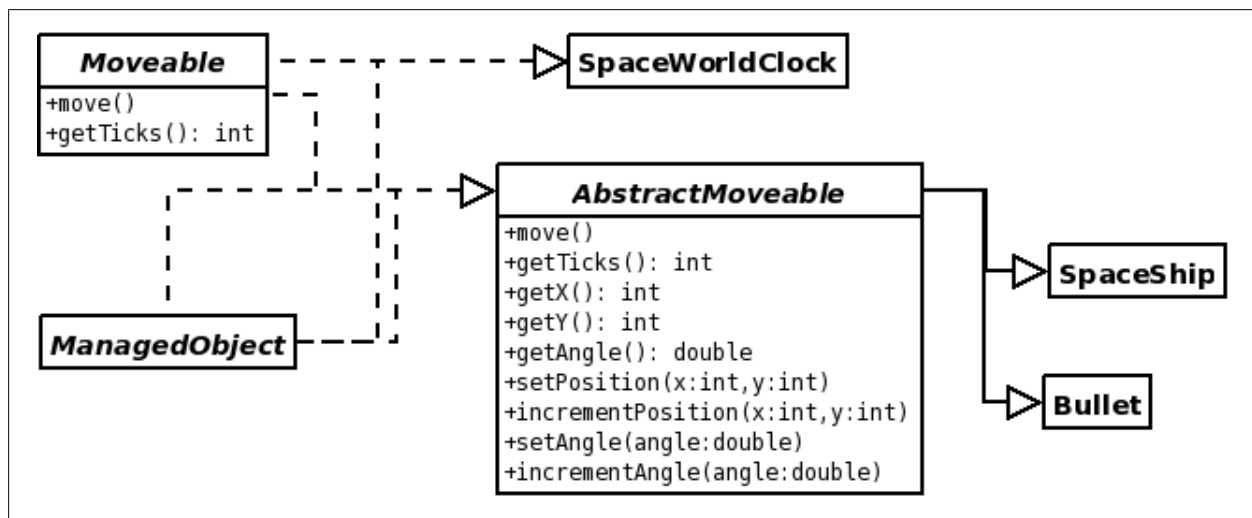 Moveable
+move()
+getTicks(): int
SpaceWorldClock
AbstractMoveable
+move()
+getTicks(): int
+getX(): int
+getY(): int
+getAngle(): double
+setPosition(x:int,y:int)
+incrementPosition(x:int,y:int)
+setAngle(angle:double)
+incrementAngle(angle:double)
SpaceShip
ManagedObject
Bullet